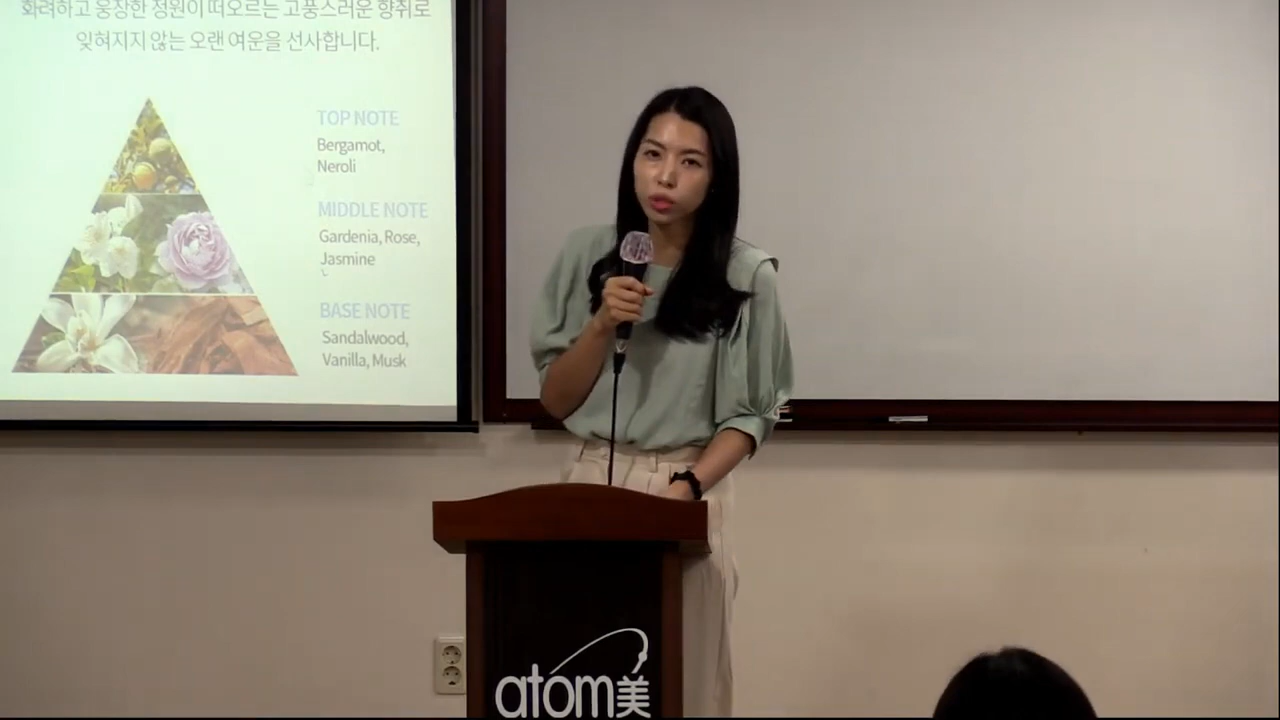 화려하고 웅장한 정원이 떠오르는 고풍스러운 향취로
잊혀지지 않는 오랜 여운을 선사합니다.
TOP NOTE
Bergamot,
Neroli
MIDDLE NOTE
Gardenia, Rose,
Jasmine
BASE NOTE
Sandalwood,
Vanilla, Musk
atom美